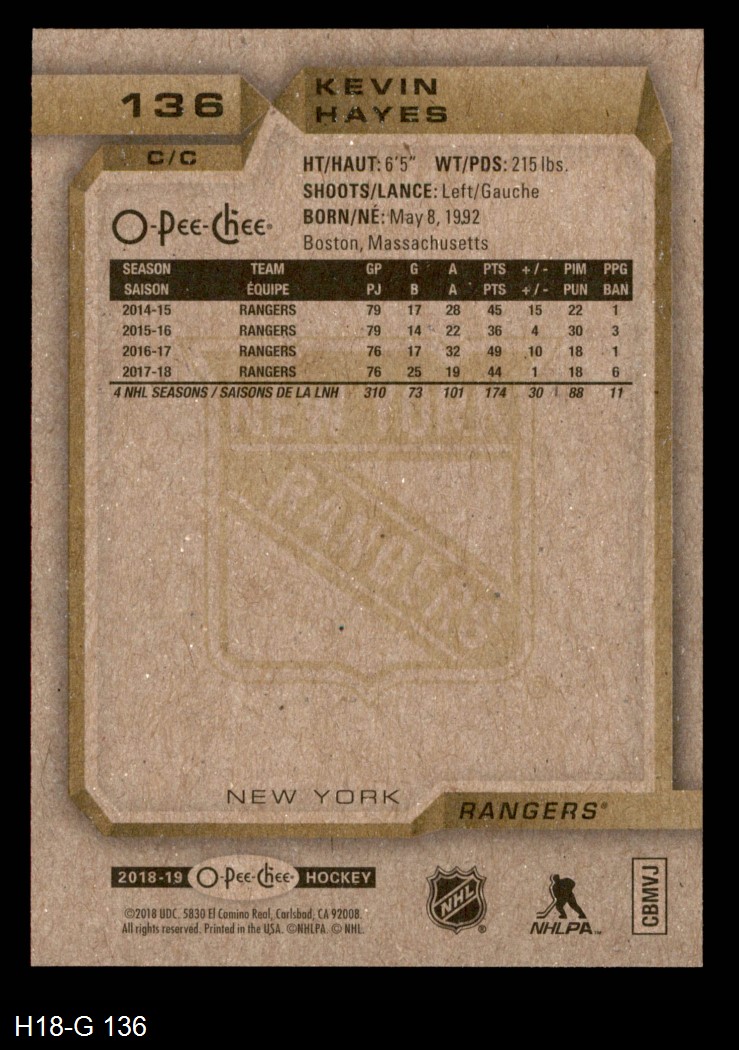 136
KEVIN
HAYES
C/C
HT/HAUT: 6'5" WT/PDS: 215 lbs.
SHOOTS/LANCE: Left/Gauche
BORN/NÉ: May 8, 1992
Boston, Massachusetts
O-PEE-CHEE
SEASON TEAM GP G A PTS +/- PIM PPG
SAISON ÉQUIPE PJ B A PTS +/- PUN BAN
2014-15 RANGERS 79 17 28 45 15 22 1
2015-16 RANGERS 79 14 22 36 4 30 3
2016-17 RANGERS 76 17 32 49 10 18 1
2017-18 RANGERS 76 25 19 44 1 18 6
4 NHL SEASONS / SAISONS DE LA LNH 310 73 101 174 30 88 11
NEW YORK
RANGERS
NEW YORK
RANGERS®
2018-19 O-PEE-CHEE HOCKEY
©2018 UDC. 5830 El Camino Real, Carlsbad, CA 92008.
All rights reserved. Printed in the USA. ©NHLPA. © NHL.
NHL ®
NHLPA™
CBMVJ
H18-G 136